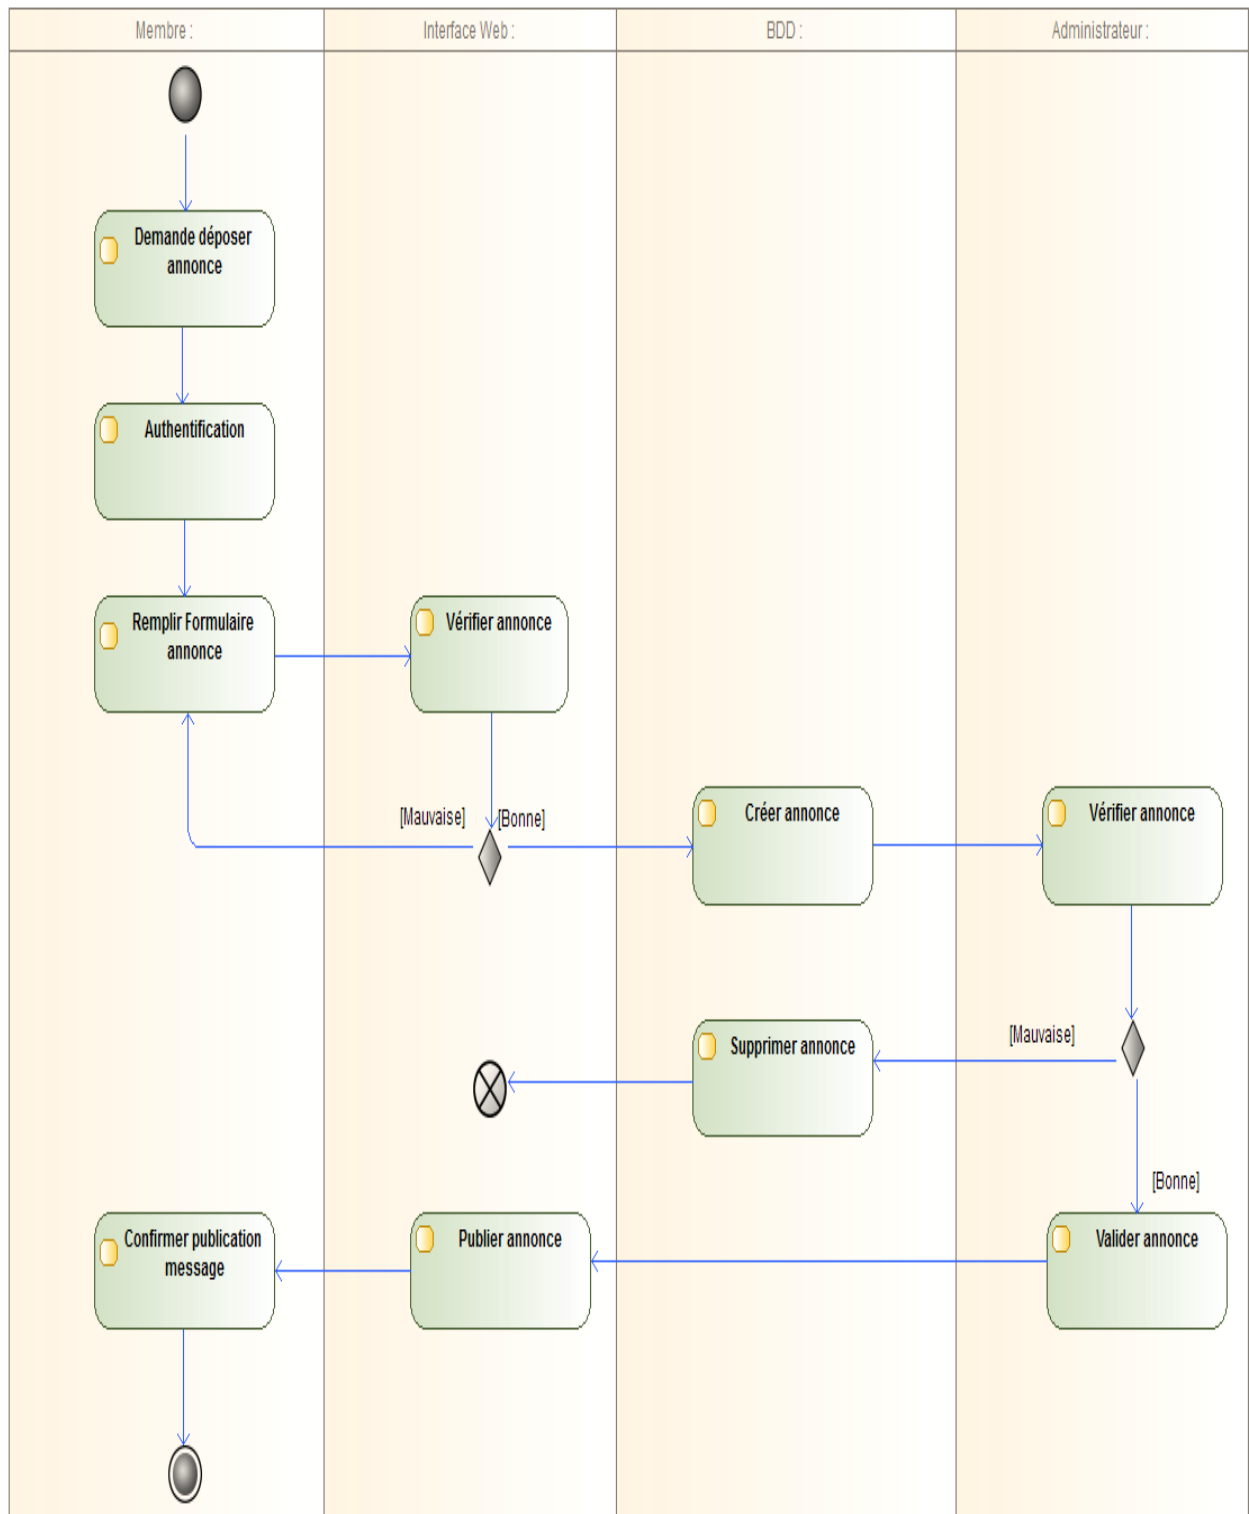 Membre :
Interface Web :
BDD :
Administrateur :
Demande déposer
annonce
Authentification
Remplir Formulaire
annonce
Vérifier annonce
[Mauvaise]
[Bonne]
Créer annonce
Vérifier annonce
[Mauvaise]
Supprimer annonce
[Bonne]
Confirmer publication
message
Publier annonce
Valider annonce